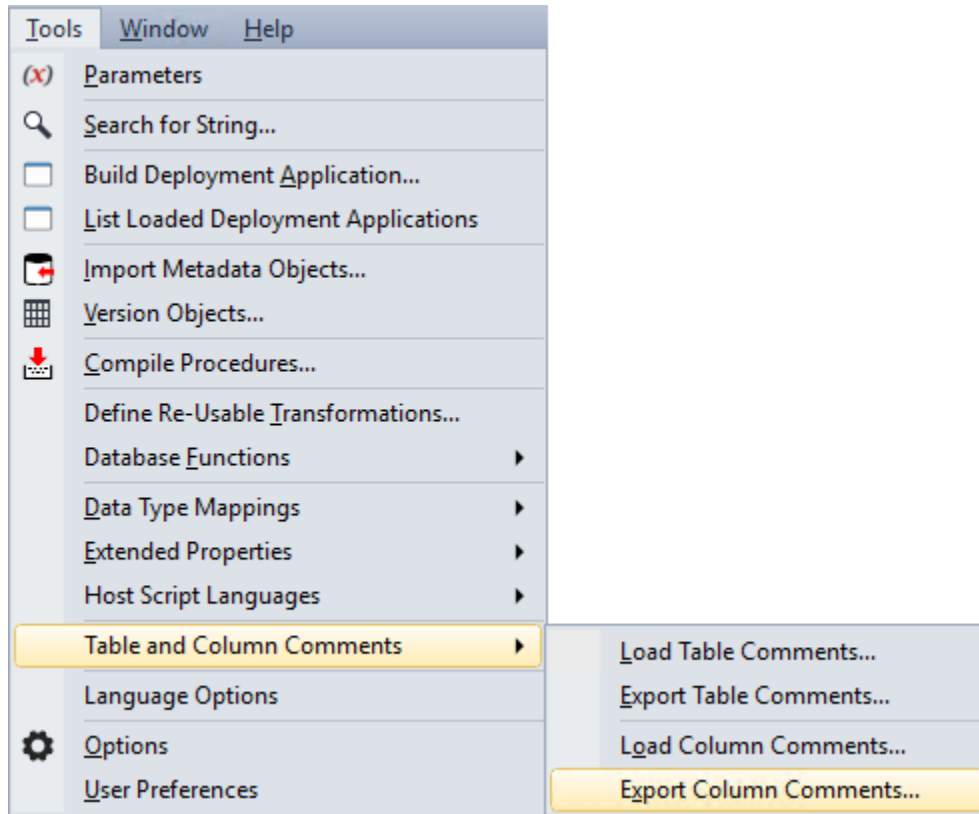 Tools Window Help
(x) Parameters
Search for String...
Build Deployment Application...
List Loaded Deployment Applications
Import Metadata Objects...
Version Objects...
Compile Procedures...
Define Re-Usable Transformations...
Database Functions
Data Type Mappings
Extended Properties
Host Script Languages
Table and Column Comments
Language Options
Options
User Preferences
Load Table Comments...
Export Table Comments...
Load Column Comments...
Export Column Comments...